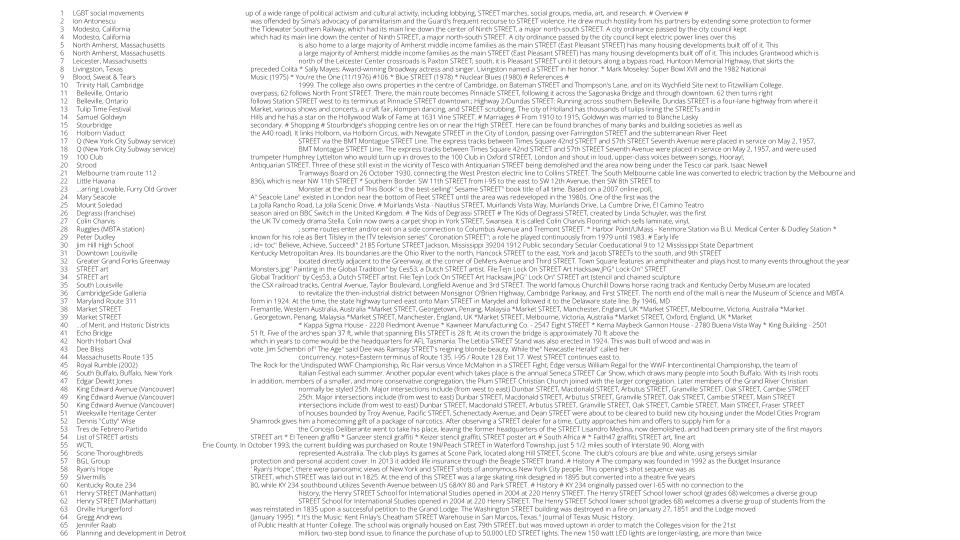 1 LGBT social movements up of a wide range of political activism and cultural activity, including lobbying, STREET marches, social groups, media, art, and research. # Overview #
2 Ion Antonescu was offended by Sima's advocacy of paramilitarism and the Guard's frequent recourse to STREET violence. He drew much hostility from his partners by extending some protection to former
3 Modesto, California the Tidewater Southern Railway, which had its main line down the center of Ninth STREET, a major north-south STREET. A city ordinance passed by the city council kept
4 Modesto, California which had its main line down the center of Ninth STREET, a major north-south STREET. A city ordinance passed by the city council kept electric power lines over this
5 North Amherst, Massachusetts is also home to a large majority of Amherst middle income families as the main STREET (East Pleasant STREET) has many housing developments built off of it. This
6 North Amherst, Massachusetts a large majority of Amherst middle income families as the main STREET (East Pleasant STREET) has many housing developments built off of it. This includes Grantwood which is
7 Leicester, Massachusetts north of the Leicester Center crossroads is Paxton STREET, south, it is Pleasant STREET until it detours along a bypass road, Huntoon Memorial Highway, that skirts the
8 Livingston, Texas preceded Colita * Sally Mayes: Award-winning Broadway actress and singer. Livingston named a STREET in her honor. * Mark Moseley: Super Bowl XVII and the 1982 National
9 Blood, Sweat & Tears Music (1975) * You're the One (11/1976) #106 * Blue STREET (1978) * Nuclear Blues (1980) # References #
10 Trinity Hall, Cambridge 1999. The college also owns properties in the centre of Cambridge, on Bateman STREET and Thompson's Lane, and on its Wychfield Site next to Fitzwilliam College.
11 Belleville, Ontario overpass, 62 follows North Front STREET. There, the main route becomes Pinnacle STREET, following it across the Sagonaska Bridge and through downtown. 62 then turns right
12 Belleville, Ontario follows Station STREET west to its terminus at Pinnacle STREET downtown.; Highway 2/Dundas STREET: Running across southern Belleville, Dundas STREET is a four-lane highway from where it
13 Tulip Time Festival Market, various shows and concerts, a craft fair, klompen dancing, and STREET scrubbing. The city of Holland has thousands of tulips lining the STREETs and in
14 Samuel Goldwyn Hills and he has a star on the Hollywood Walk of Fame at 1631 Vine STREET. # Marriages # From 1910 to 1915, Goldwyn was married to Blanche Lasky
15 Stourbridge secondary. # Shopping # Stourbridge's shopping centre lies on or near the High STREET. Here can be found branches of many banks and building societies as well as
16 Holborn Viaduct the A40 road). It links Holborn, via Holborn Circus, with Newgate STREET in the City of London, passing over Farringdon STREET and the subterranean River Fleet
17 Q (New York City Subway service) STREET via the BMT Montague STREET Line. The express tracks between Times Square 42nd STREET and 57th STREET Seventh Avenue were placed in service on May 2, 1957,
18 Q (New York City Subway service) BMT Montague STREET Line. The express tracks between Times Square 42nd STREET and 57th STREET Seventh Avenue were placed in service on May 2, 1957, and were used
19 100 Club trumpeter Humphrey Lyttelton who would turn up in droves to the 100 Club in Oxford STREET, London and shout in loud, upper-class voices between songs, Hooray!,
20 Strood Antiquarian STREET. Three of these still exist in the vicinity of Tesco with Antiquarian STREET being demolished and the area now being under the Tesco car park. Isaac Newell
21 Melbourne tram route 112 Tramways Board on 26 October 1930, connecting the West Preston electric line to Collins STREET. The South Melbourne cable line was converted to electric traction by the Melbourne and
22 Little Havana 836), which is near NW 11th STREET * Southern Border: SW 11th STREET from I-95 to the east to SW 12th Avenue, then SW 8th STREET to
23 ...arring Lovable, Furry Old Grover Monster at the End of This Book" is the best-selling" Sesame STREET" book title of all time. Based on a 2007 online poll,
24 Mary Seacole A" Seacole Lane" existed in London near the bottom of Fleet STREET until the area was redeveloped in the 1980s. One of the first was the
25 Mount Soledad La Jolla Rancho Road, La Jolla Scenic Drive. # Muirlands Vista - Nautilus STREET, Muirlands Vista Way, Muirlands Drive, La Cumbre Drive, El Camino Teatro
26 Degrassi (franchise) season aired on BBC Switch in the United Kingdom. # The Kids of Degrassi STREET # The Kids of Degrassi STREET, created by Linda Schuyler, was the first
27 Colin Charvis the UK TV comedy drama Stella. Colin now owns a carpet shop in York STREET, Swansea. It is called Colin Charvis Flooring which sells laminate, vinyl,
28 Ruggles (MBTA station) ; some routes enter and/or exit on a side connection to Columbus Avenue and Tremont STREET. * Harbor Point/UMass - Kenmore Station via B.U. Medical Center & Dudley Station *
29 Peter Dudley known for his role as Bert Tilsley in the ITV television series" Coronation STREET"; a role he played continuously from 1979 until 1983. # Early life
30 Jim Hill High School ; id= toc" Believe, Achieve, Succeed" 2185 Fortune STREET Jackson, Mississippi 39204 1912 Public secondary Secular Coeducational 9 to 12 Mississippi State Department
31 Downtown Louisville Kentucky Metropolitan Area. Its boundaries are the Ohio River to the north, Hancock STREET to the east, York and Jacob STREETs to the south, and 9th STREET
32 Greater Grand Forks Greenway located directly adjacent to the Greenway, at the corner of DeMers Avenue and Third STREET. Town Square features an amphitheater and plays host to many events throughout the year
33 STREET art Monsters.jpg" Painting in the Global Tradition" by Ces53, a Dutch STREET artist. File:Tejn Lock On STREET Art Hacksaw.JPG" Lock On" STREET
34 STREET art Global Tradition" by Ces53, a Dutch STREET artist. File:Tejn Lock On STREET Art Hacksaw.JPG" Lock On" STREET art (stencil and chained sculpture
35 South Louisville the CSX railroad tracks, Central Avenue, Taylor Boulevard, Longfield Avenue and 3rd STREET. The world famous Churchill Downs horse racing track and Kentucky Derby Museum are located
36 CambridgeSide Galleria to revitalize the then-industrial district between Monsignor O'Brien Highway, Cambridge Parkway, and First STREET. The north end of the mall is near the Museum of Science and MBTA
37 Maryland Route 311 form in 1924. At the time, the state highway turned east onto Main STREET in Marydel and followed it to the Delaware state line. By 1946, MD
38 Market STREET Fremantle, Western Australia, Australia *Market STREET, Georgetown, Penang, Malaysia *Market STREET, Manchester, England, UK *Market STREET, Melbourne, Victoria, Australia *Market
39 Market STREET , Georgetown, Penang, Malaysia *Market STREET, Manchester, England, UK *Market STREET, Melbourne, Victoria, Australia *Market STREET, Oxford, England, UK *Market
40 ...of Merit, and Historic Districts * Kappa Sigma House - 2220 Piedmont Avenue * Kawneer Manufacturing Co. - 2547 Eight STREET * Kema Maybeck Gannon House - 2780 Buena Vista Way * King Building - 2501
41 Echo Bridge 51 ft. Five of the arches span 37 ft, while that spanning Ellis STREET is 28 ft. At its crown the bridge is approximately 70 ft above the
42 North Hobart Oval which in years to come would be the headquarters for AFL Tasmania. The Letitia STREET Stand was also erected in 1924. This was built of wood and was in
43 Dee Bliss vote. Jim Schembri of" The Age" said Dee was Ramsay STREET's reigning blonde beauty. While the" Newcastle Herald" called her
44 Massachusetts Route 135 concurrency. notes=Eastern terminus of Route 135. I-95 / Route 128 Exit 17. West STREET continues east to.
45 Royal Rumble (2002) The Rock for the Undisputed WWF Championship, Ric Flair versus Vince McMahon in a STREET Fight, Edge versus William Regal for the WWF Intercontinental Championship, the team of
46 South Buffalo, Buffalo, New York Italian Festival each summer. Another popular event which takes place is the annual Seneca STREET Car Show, which draws many people to South Buffalo. With its Irish roots
47 Edgar Dewitt Jones In addition, members of a smaller, and more conservative congregation, the Plum STREET Christian Church joined with the larger congregation. Later members of the Grand River Christian
48 King Edward Avenue (Vancouver) normally be styled 25th. Major intersections include (from west to east) Dunbar STREET, Macdonald STREET, Arbutus STREET, Granville STREET, Oak STREET, Cambie STREET
49 King Edward Avenue (Vancouver) 25th. Major intersections include (from west to east) Dunbar STREET, Macdonald STREET, Arbutus STREET, Granville STREET, Oak STREET, Cambie STREET, Main STREET
50 King Edward Avenue (Vancouver) intersections include (from west to east) Dunbar STREET, Macdonald STREET, Arbutus STREET, Granville STREET, Oak STREET, Cambie STREET, Main STREET, Fraser STREET
51 Weeksville Heritage Center of houses bounded by Troy Avenue, Pacific STREET, Schenectady Avenue, and Dean STREET were about to be cleared to build new city housing under the Model Cities Program
52 Dennis "Cutty" Wise Shamrock gives him a homecoming gift of a package of narcotics. After observing a STREET dealer for a time, Cutty approaches him and offers to supply him for a
53 Tres de Febrero Partido the Concejo Deliberante went to take his place, leaving the former headquarters of the STREET Lisandro Medina, now demolished, and had been primary site of the first mayors
54 List of STREET artists STREET art * El Teneen graffiti * Ganzeer stencil graffiti * Keizer stencil graffiti, STREET poster art # South Africa # * Faith47 graffiti, STREET art, fine art
55 WCTL Erie County. In October 1993, the current building was purchased on Route 19N/Peach STREET in Waterford Township, just 5 1/2 miles south of Interstate 90. Along with
56 Scone Thoroughbreds represented Australia. The club plays its games at Scone Park, located along Hill STREET, Scone. The club's colours are blue and white, using jerseys similar
57 BGL Group protection and personal accident cover. In 2013 it added life insurance through the Beagle STREET brand. # History # The company was founded in 1992 as the Budget Insurance
58 Ryan's Hope "Ryan's Hope", there were panoramic views of New York and STREET shots of anonymous New York City people. This opening's shot sequence was as
59 Silvermills STREET, which STREET was laid out in 1825. At the end of this STREET was a large skating rink designed in 1895 but converted into a theatre five years
60 Kentucky Route 234 80, while KY 234 southbound utilizes Seventh Avenue between US 68/KY 80 and Park STREET. # History # KY 234 originally passed over I-65 with no connection to the
61 Henry STREET (Manhattan) history, the Henry STREET School for International Studies opened in 2004 at 220 Henry STREET. The Henry STREET School lower school (grades 68) welcomes a diverse group
62 Henry STREET (Manhattan) STREET School for International Studies opened in 2004 at 220 Henry STREET. The Henry STREET School lower school (grades 68) welcomes a diverse group of students from the
63 Orville Hungerford was reinstated in 1835 upon a successful petition to the Grand Lodge. The Washington STREET building was destroyed in a fire on January 27, 1851 and the Lodge moved
64 Gregg Andrews (January 1995). * It's the Music: Kent Finlay's Cheatham STREET Warehouse in San Marcos, Texas." Journal of Texas Music History.
65 Jennifer Raab of Public Health at Hunter College. The school was originally housed on East 79th STREET, but was moved uptown in order to match the Colleges vision for the 21st
66 Planning and development in Detroit million, two-step bond issue, to finance the purchase of up to 50,000 LED STREET lights. The new 150 watt LED lights are longer-lasting, are more than twice